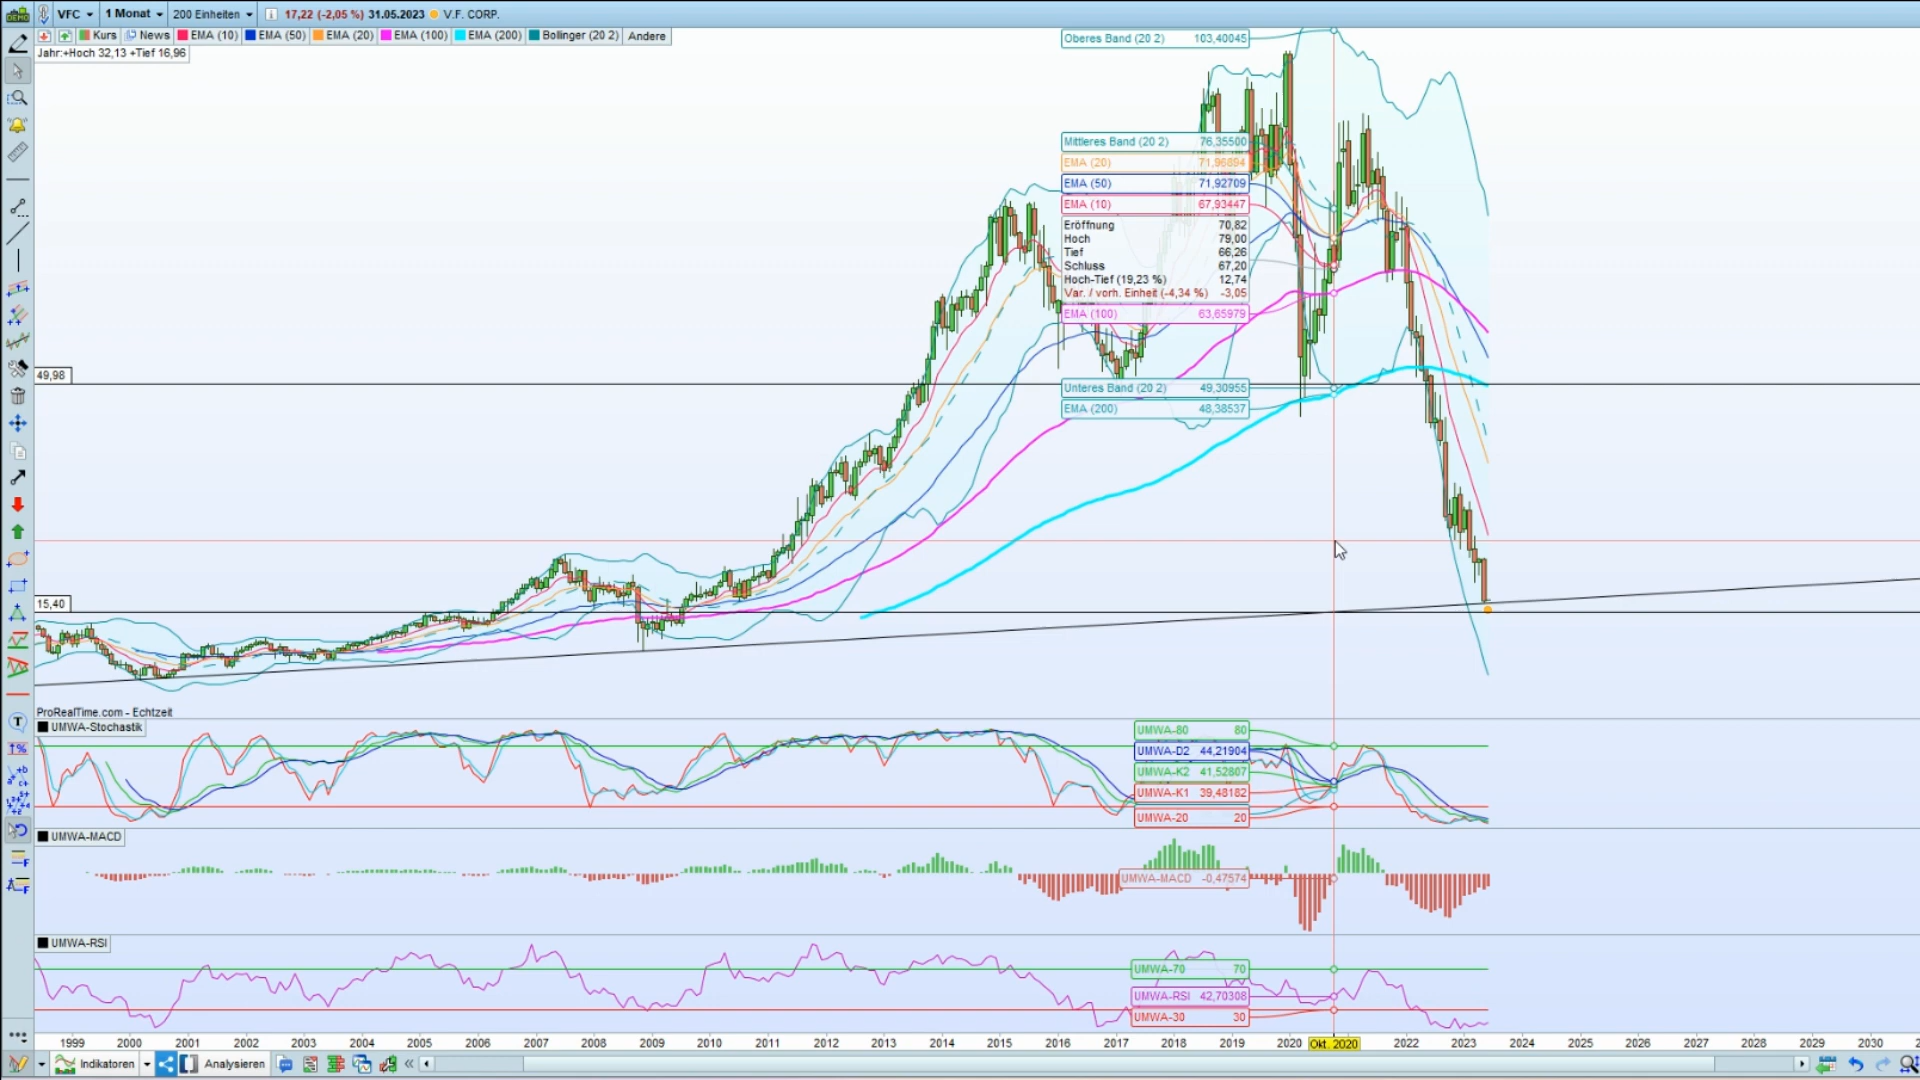 VFC 1 Monat 200 Einheiten i 17,22 (-2,05 %) 31.05.2023 V.F. CORP.
Kurs News EMA (10) EMA (50) EMA (20) EMA (100) EMA (200) Bolinger (20 2) Andere
Jahr:+Hoch 32,13 +Tief 16,96
Oberes Band (20 2) 103,40045
Mittleres Band (20 2) 76,35500
EMA (20) 71,96894
EMA (50) 71,92709
EMA (10) 67,93447
Eröffnung 70,82
Hoch 79,00
Tief 66,26
Schluss 67,20
Hoch-Tief (19,23 %) 12,74
Var. / vorh. Einheit (-4,34 %) -3,05
EMA (100) 63,65979
49,98
Unteres Band (20 2) 49,30955
EMA (200) 48,38537
15,40
ProRealTime.com - Echtzeit
UMWA-Stochastik
UMWA-80 80
UMWA-D2 44,21904
UMWA-K2 41,52807
UMWA-K1 39,48182
UMWA-20 20
UMWA-MACD
UMWA-MACD -0,47574
UMWA-RSI
UMWA-70 70
UMWA-RSI 42,70308
UMWA-30 30
1999 2000 2001 2002 2003 2004 2005 2006 2007 2008 2009 2010 2011 2012 2013 2014 2015 2016 2017 2018 2019 2020 Okt. 2020 2022 2023 2024 2025 2026 2027 2028 2029 2030
Indikatoren Analysieren